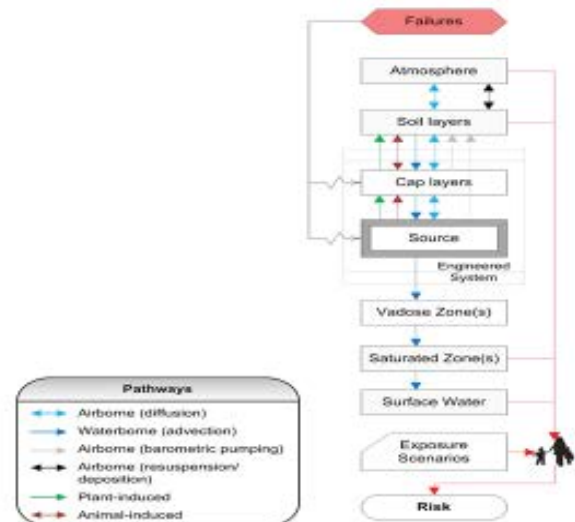 Failures
Atmosphere
Soil layers
Cap layers
Source
Engineered
System
Vadose Zone(s)
Saturated Zone(s)
Surface Water
Exposure
Scenarios
Risk
Pathways
Airborne (diffusion)
Waterborne (advection)
Airborne (barometric pumping)
Airborne (resuspension/
deposition)
Plant-induced
Animal-induced